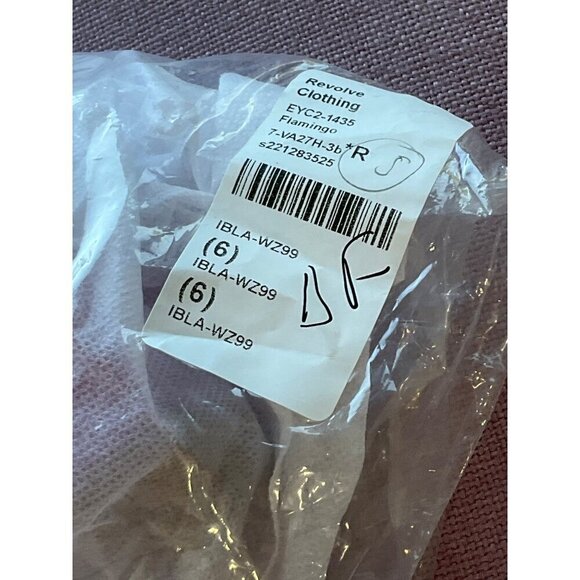 Revolve
Clothing
EYC2-1435
Flamingo
7-VA27H-3b *R
s221283525
IBLA-WZ99
(6)
IBLA-WZ99
(6)
IBLA-WZ99